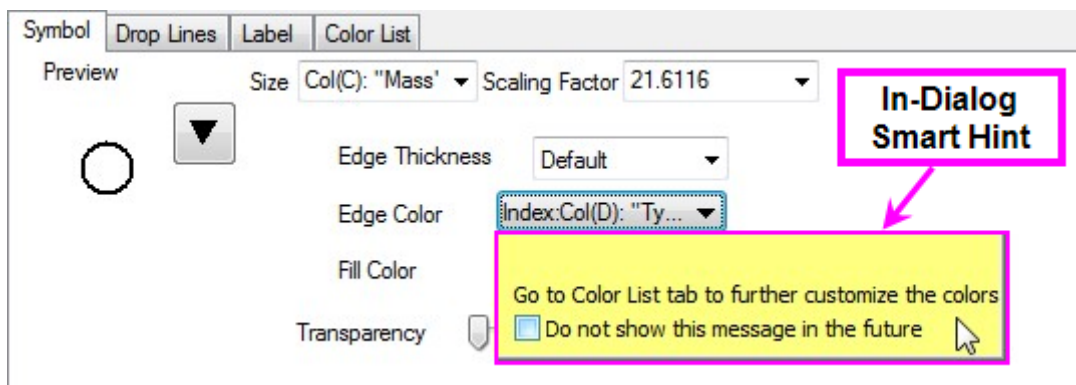 Symbol Drop Lines Label Color List
Preview
Size Col(C): "Mass' Scaling Factor 21.6116
In-Dialog
Smart Hint
Edge Thickness Default
Edge Color Index:Col(D): "Ty...
Fill Color
Go to Color List tab to further customize the colors
Transparency
Do not show this message in the future